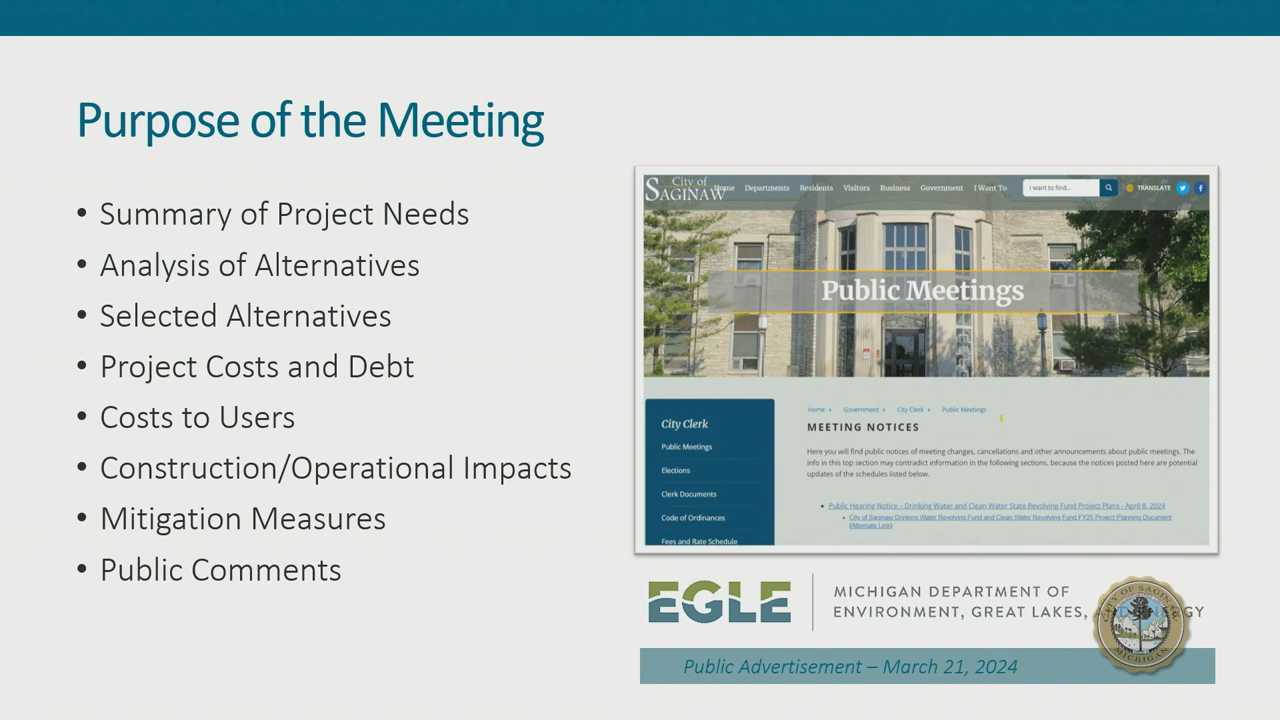 Purpose of the Meeting
• Summary of Project Needs
• Analysis of Alternatives
• Selected Alternatives
• Project Costs and Debt
• Costs to Users
• Construction/Operational Impacts
• Mitigation Measures
• Public Comments
City of
SAGINAW
Home Departments Residents Visitors Business Government I Want To
I want to find...
TRANSLATE
Public Meetings
City Clerk
Public Meetings
Elections
Clerk Documents
Code of Ordinances
Fees and Rate Schedule
Home › Government › City Clerk › Public Meetings
MEETING NOTICES
Here you will find public notices of meeting changes, cancellations and other announcements about public meetings. The
info in this top section may contradict information in the following sections, because the notices posted here are potential
updates of the schedules listed below.
• Public Hearing Notice – Drinking Water and Clean Water State Revolving Fund Project Plans - April 8, 2024
• City of Saginaw Drinking Water Revolving Fund and Clean Water Revolving Fund FY25 Project Planning Document
(Alternate Link)
EGLE
MICHIGAN DEPARTMENT OF
ENVIRONMENT, GREAT LAKES, AND ENERGY
CITY OF SAGINAW
MICHIGAN
Public Advertisement – March 21, 2024